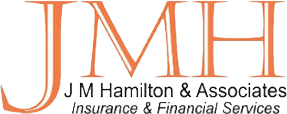 JMH
J M Hamilton & Associates
Insurance & Financial Services